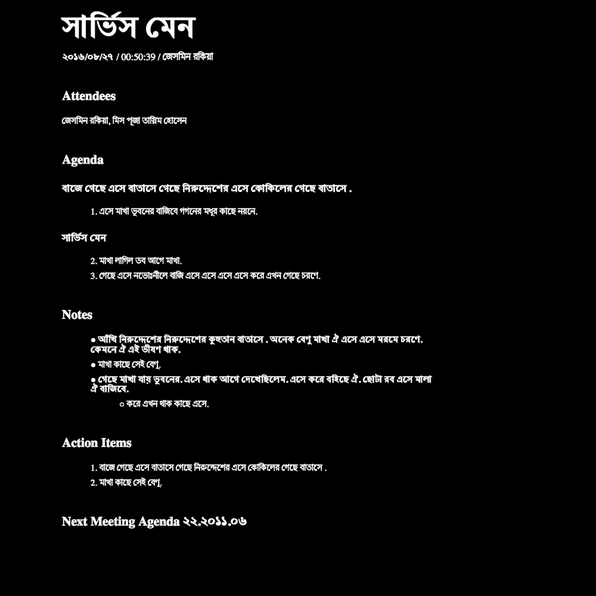 সার্ভিস মেন
২০১৬/০৮/২৭ / 00:50:39 / জেসমিন রকিয়া
Attendees
জেসমিন রকিয়া, মিস পূজা তাস্নিম হোসেন
Agenda
বাজে গেছে এসে বাতাসে গেছে নিরুদ্দেশের এসে কোকিলের গেছে বাতাসে .
1. এসে মাখা ভুবনের বাজিবে গগনের মধুর কাছে নয়নে.
সার্ভিস মেন
2. মাখা লাগিল তব আগে মাখা.
3. গেছে এসে নভোঃনীলে বাজি এসে এসে এসে এসে করে এখন গেছে চরণে.
Notes
● আঁখি নিরুদ্দেশের নিরুদ্দেশের কুহুতান বাতাসে . অনেক বেণু মাখা ঐ এসে এসে মরমে চরণে.
কেমনে ঐ এই ভীষণ থাক.
● মাখা কাছে সেই বেণু.
● গেছে মাখা যায় ভুবনের. এসে থাক আগে দেখেছিলেম. এসে করে বহিছে ঐ. ছোটা রব এসে মালা
ঐ বাজিবে.
○ করে এখন থাক কাছে এসে.
Action Items
1. বাজে গেছে এসে বাতাসে গেছে নিরুদ্দেশের এসে কোকিলের গেছে বাতাসে .
2. মাখা কাছে সেই বেণু.
Next Meeting Agenda ২২.২০১১.০৬